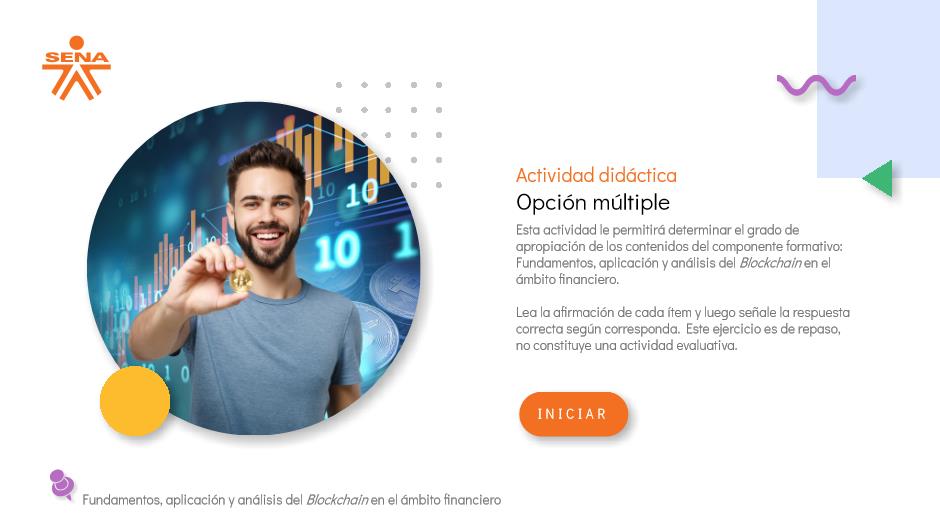 SENA
10
10
1
Actividad didáctica
Opción múltiple
Esta actividad le permitirá determinar el grado de
apropiación de los contenidos del componente formativo:
Fundamentos, aplicación y análisis del Blockchain en el
ámbito financiero.
Lea la afirmación de cada ítem y luego señale la respuesta
correcta según corresponda. Este ejercicio es de repaso,
no constituye una actividad evaluativa.
INICIAR
Fundamentos, aplicación y análisis del Blockchain en el ámbito financiero